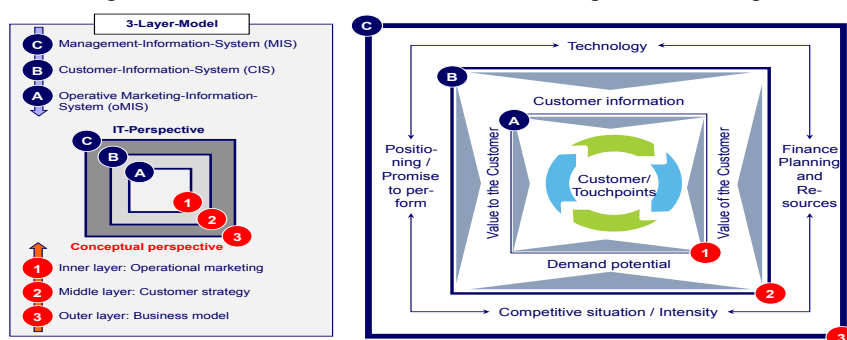 3-Layer-Model
C Management-Information-System (MIS)
B Customer-Information-System (CIS)
A Operative Marketing-Information-
System (oMIS)
IT-Perspective
C
B
A
1
2
3
Conceptual perspective
1 Inner layer: Operational marketing
2 Middle layer: Customer strategy
3 Outer layer: Business model
C
Technology
B
Customer information
A
Positio-
ning /
Promise
to per-
form
Value to the Customer
Customer/
Touchpoints
Value of the Customer
Finance
Planning
and
Re-
sources
1
Demand potential
2
Competitive situation / Intensity
3